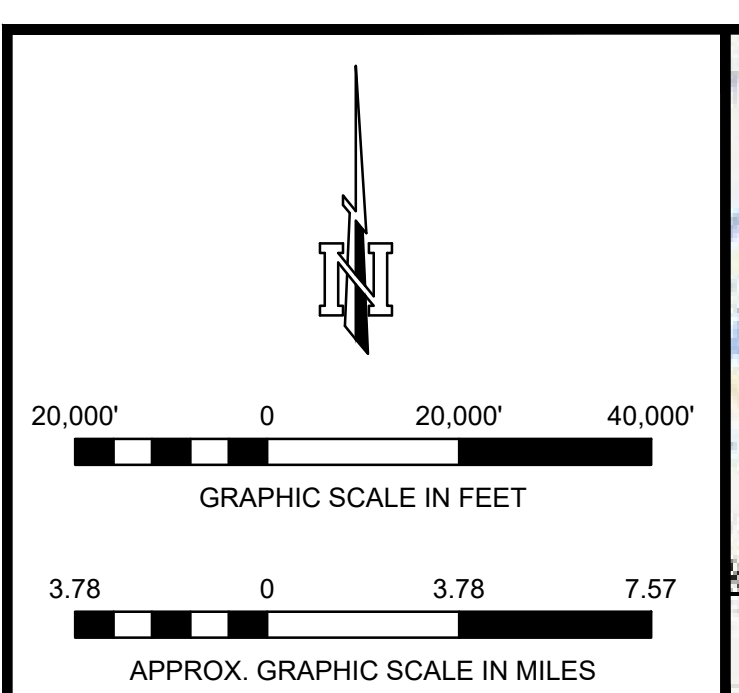 N
20,000' 0 20,000' 40,000'
GRAPHIC SCALE IN FEET
3.78 0 3.78 7.57
APPROX. GRAPHIC SCALE IN MILES